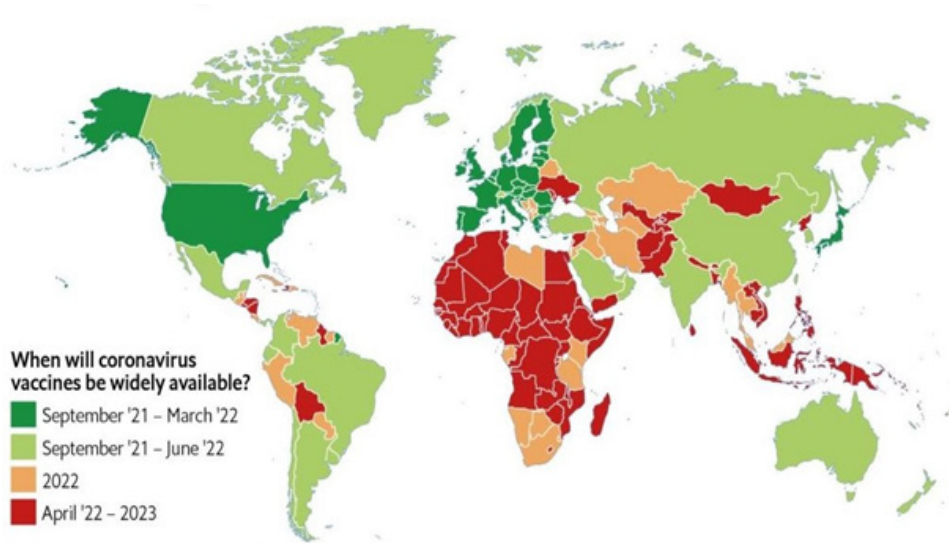 When will coronavirus
vaccines be widely available?
September '21 – March '22
September '21 – June '22
2022
April '22 – 2023